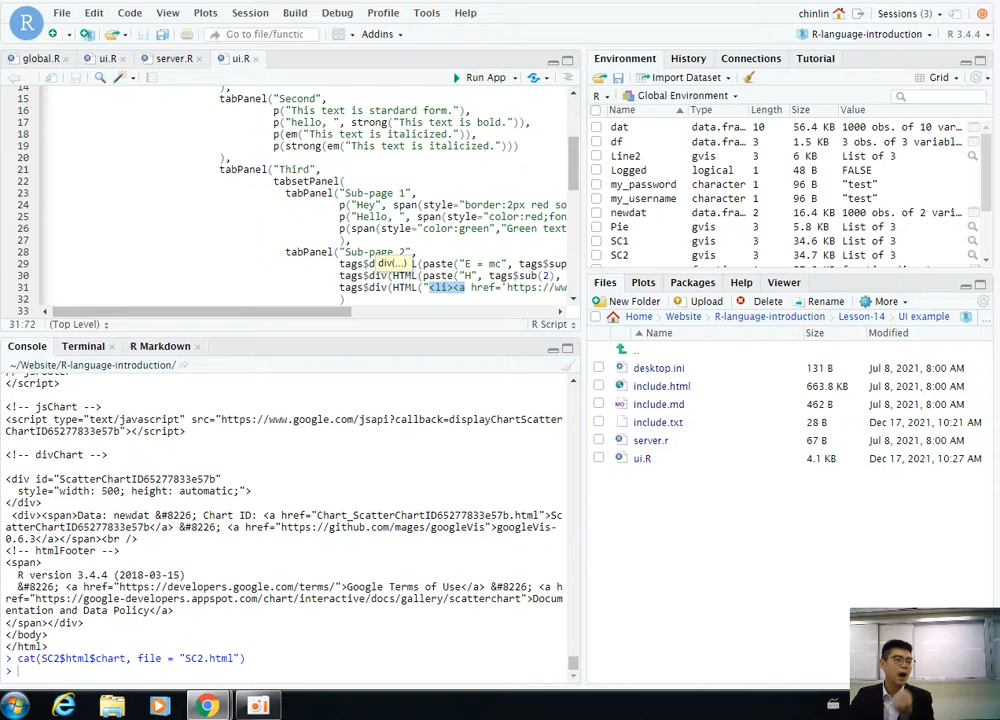 File Edit Code View Plots Session Build Debug Profile Tools Help
chinlin Sessions (3)
R
Go to file/functic Addins
R-language-introduction R 3.4.4
global.R × ui.R × server.R × ui.R ×
Run App
14 ),
15 tabPanel("Second",
16 p("This text is stardard form."),
17 p("hello, ", strong("This text is bold.")),
18 p(em("This text is italicized.")),
19 p(strong(em("This text is italicized.")))
20 ),
21 tabPanel("Third",
22 tabsetPanel(
23 tabPanel("Sub-page 1",
24 p("Hey", span(style="border:2px red so
25 p("Hello, ", span(style="color:red;fon
26 p(span(style="color:green","Green text
27 ),
28 tabPanel("Sub-page 2",
div(...)
29 tags$d L(paste("E = mc", tags$sup
30 tags$div(HTML(paste("H", tags$sub(2),
31 tags$div(HTML("<li><a href='https://ww
32 )
33
31:72 (Top Level) R Script
Console Terminal × R Markdown ×
~/Website/R-language-introduction/
// jsFooter
</script>
<!-- jsChart -->
<script type="text/javascript" src="https://www.google.com/jsapi?callback=displayChartScatter
ChartID65277833e57b"></script>
<!-- divChart -->
<div id="ScatterChartID65277833e57b"
style="width: 500; height: automatic;">
</div>
<div><span>Data: newdat &#8226; Chart ID: <a href="Chart_ScatterChartID65277833e57b.html">Sc
atterChartID65277833e57b</a> &#8226; <a href="https://github.com/mages/googleVis">googleVis-
0.6.3</a></span><br />
<!-- htmlFooter -->
<span>
R version 3.4.4 (2018-03-15)
&#8226; <a href="https://developers.google.com/terms/">Google Terms of Use</a> &#8226; <a h
ref="https://google-developers.appspot.com/chart/interactive/docs/gallery/scatterchart">Docum
entation and Data Policy</a>
</span></div>
</body>
</html>
> cat(SC2$html$chart, file = "SC2.html")
>
Environment History Connections Tutorial
Import Dataset Grid
R Global Environment
Name Type Length Size Value
dat data.fra… 10 56.4 KB 1000 obs. of 10 var…
df data.fra… 3 1.5 KB 3 obs. of 3 variabl…
Line2 gvis 3 6 KB List of 3
Logged logical 1 48 B FALSE
my_password character 1 96 B "test"
my_username character 1 96 B "test"
newdat data.fra… 2 16.4 KB 1000 obs. of 2 vari…
Pie gvis 3 5.8 KB List of 3
SC1 gvis 3 34.6 KB List of 3
SC2 gvis 3 34.7 KB List of 3
Files Plots Packages Help Viewer
New Folder Upload Delete Rename More
Home Website R-language-introduction Lesson-14 UI example ...
Name Size Modified
..
desktop.ini 131 B Jul 8, 2021, 8:00 AM
include.html 663.8 KB Jul 8, 2021, 8:00 AM
include.md 462 B Jul 8, 2021, 8:00 AM
include.txt 28 B Dec 17, 2021, 10:21 AM
server.r 67 B Jul 8, 2021, 8:00 AM
ui.R 4.1 KB Dec 17, 2021, 10:27 AM